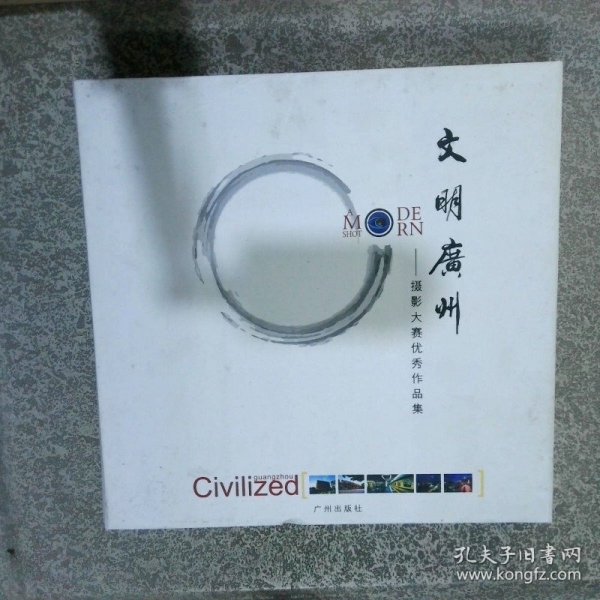 文明廣州
MODERN
SHOT
——摄影大赛优秀作品集
guangzhou
Civilized
广州出版社
孔夫子旧书网
www.kongfz.com